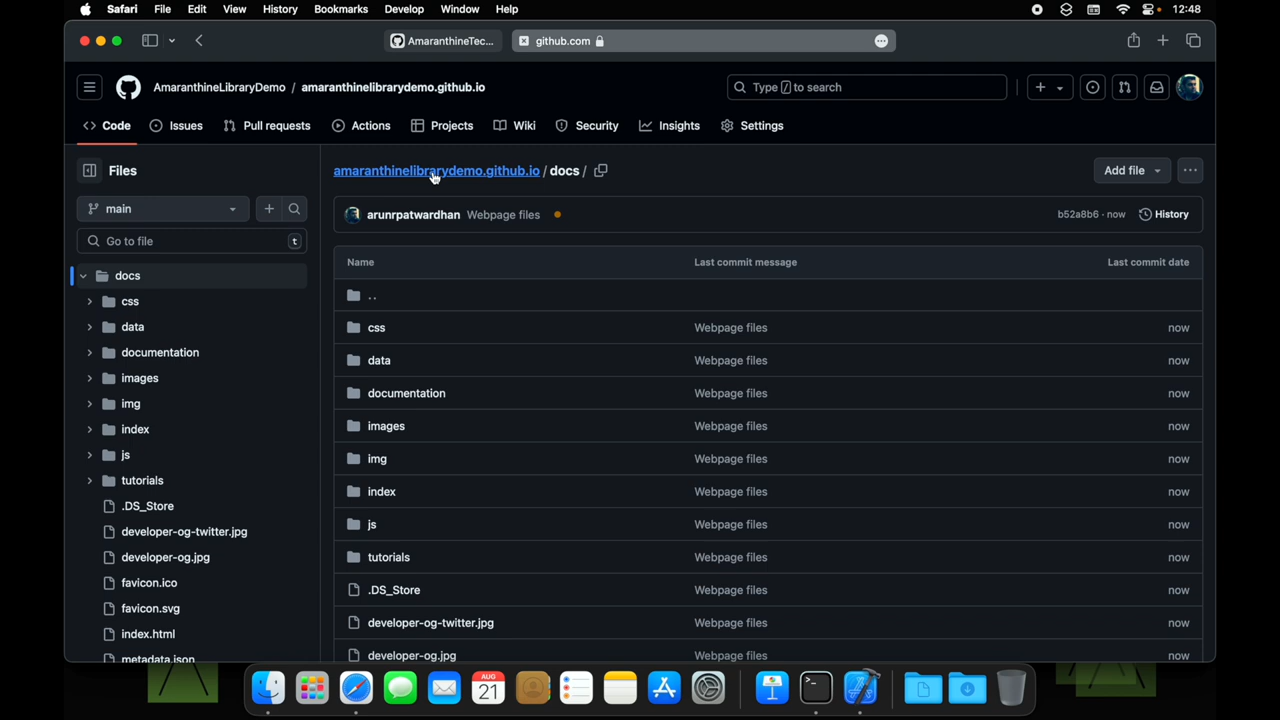 Safari File Edit View History Bookmarks Develop Window Help 12:48
AmaranthineTec... github.com
AmaranthineLibraryDemo / amaranthinelibrarydemo.github.io Type / to search
Code Issues Pull requests Actions Projects Wiki Security Insights Settings
Files
main
Go to file t
docs
css
data
documentation
images
img
index
js
tutorials
.DS_Store
developer-og-twitter.jpg
developer-og.jpg
favicon.ico
favicon.svg
index.html
metadata.json
amaranthinelibrarydemo.github.io / docs / Add file
arunrpatwardhan Webpage files b52a8b6 · now History
Name Last commit message Last commit date
..
css Webpage files now
data Webpage files now
documentation Webpage files now
images Webpage files now
img Webpage files now
index Webpage files now
js Webpage files now
tutorials Webpage files now
.DS_Store Webpage files now
developer-og-twitter.jpg Webpage files now
developer-og.jpg Webpage files now
AUG
21